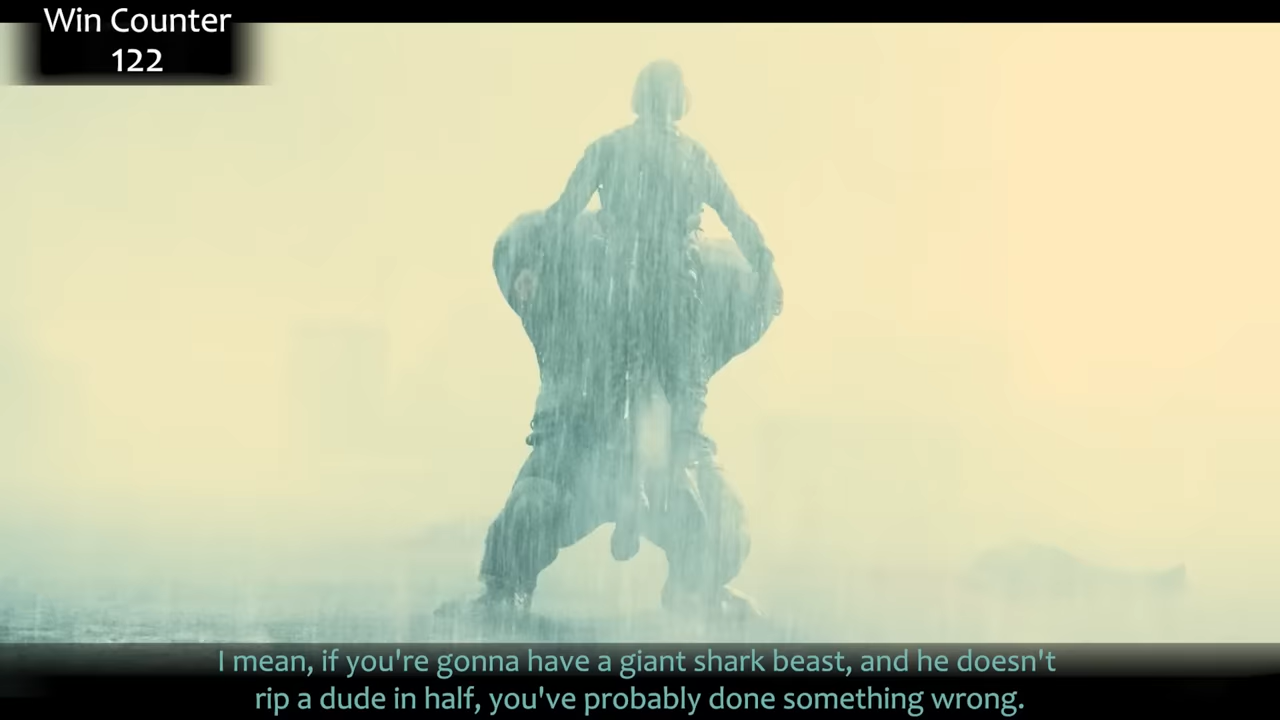 Win Counter
122
I mean, if you're gonna have a giant shark beast, and he doesn't
rip a dude in half, you've probably done something wrong.